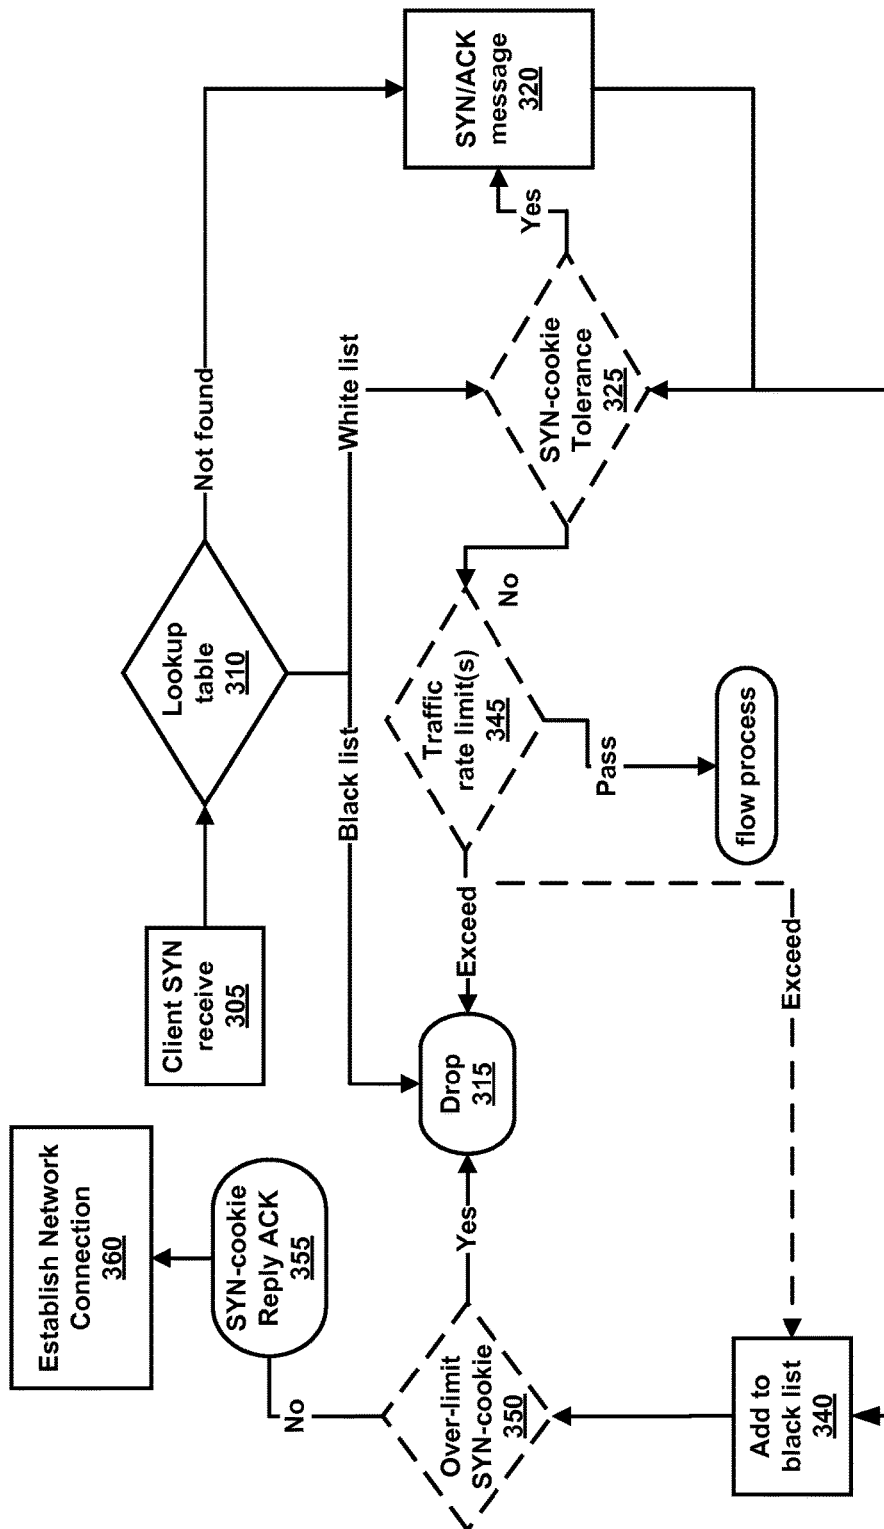 Client SYN
receive
305
Lookup
table
310
Not found
Black list
White list
SYN/ACK
message
320
Yes
SYN-cookie
Tolerance
325
No
Traffic
rate limit(s)
345
Pass
flow process
Exceed
Exceed
Drop
315
Yes
Establish Network
Connection
360
SYN-cookie
Reply ACK
355
No
Over-limit
SYN-cookie
350
Add to
black list
340